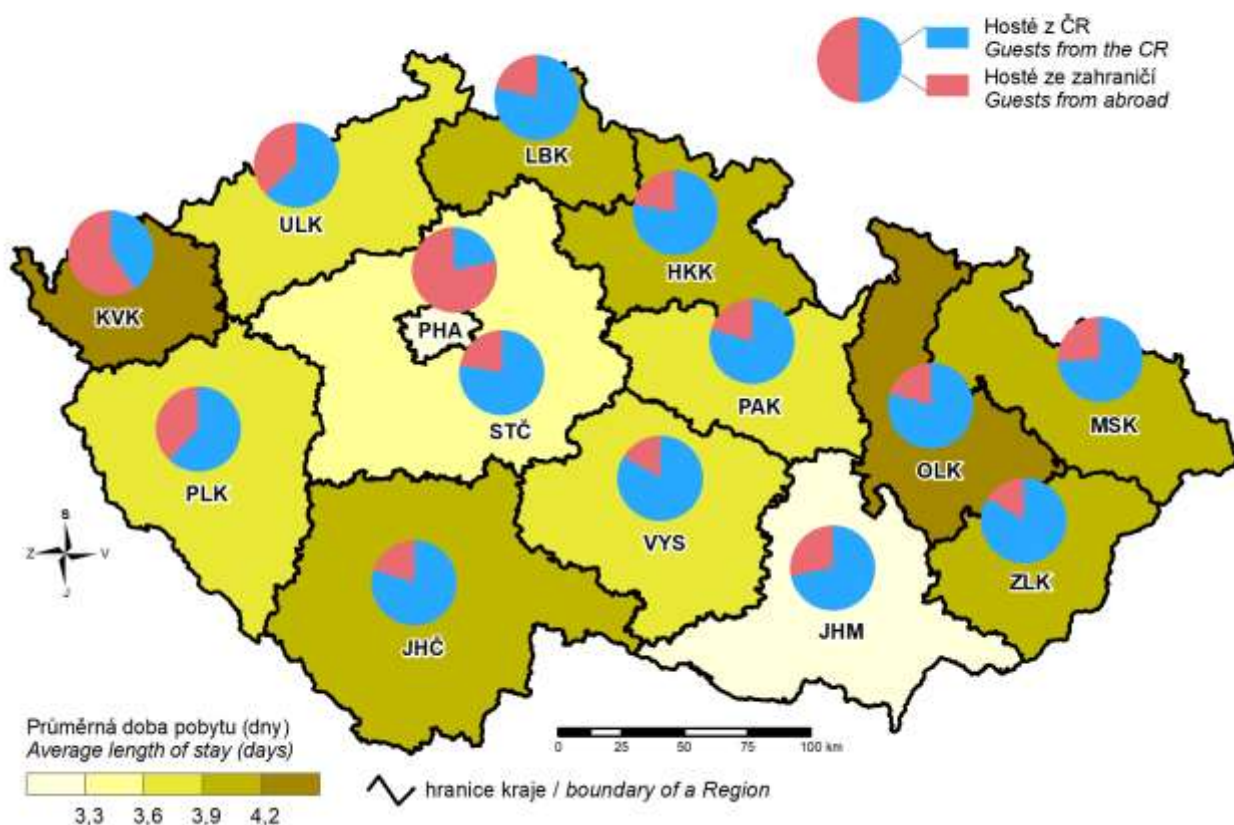 Hosté z ČR
Guests from the CR
Hosté ze zahraničí
Guests from abroad
LBK
ULK
HKK
KVK
PHA
PAK
STČ
MSK
OLK
PLK
VYS
ZLK
JHČ
JHM
S
Z V
J
Průměrná doba pobytu (dny)
Average length of stay (days)
3,3 3,6 3,9 4,2
0 25 50 75 100 km
hranice kraje / boundary of a Region